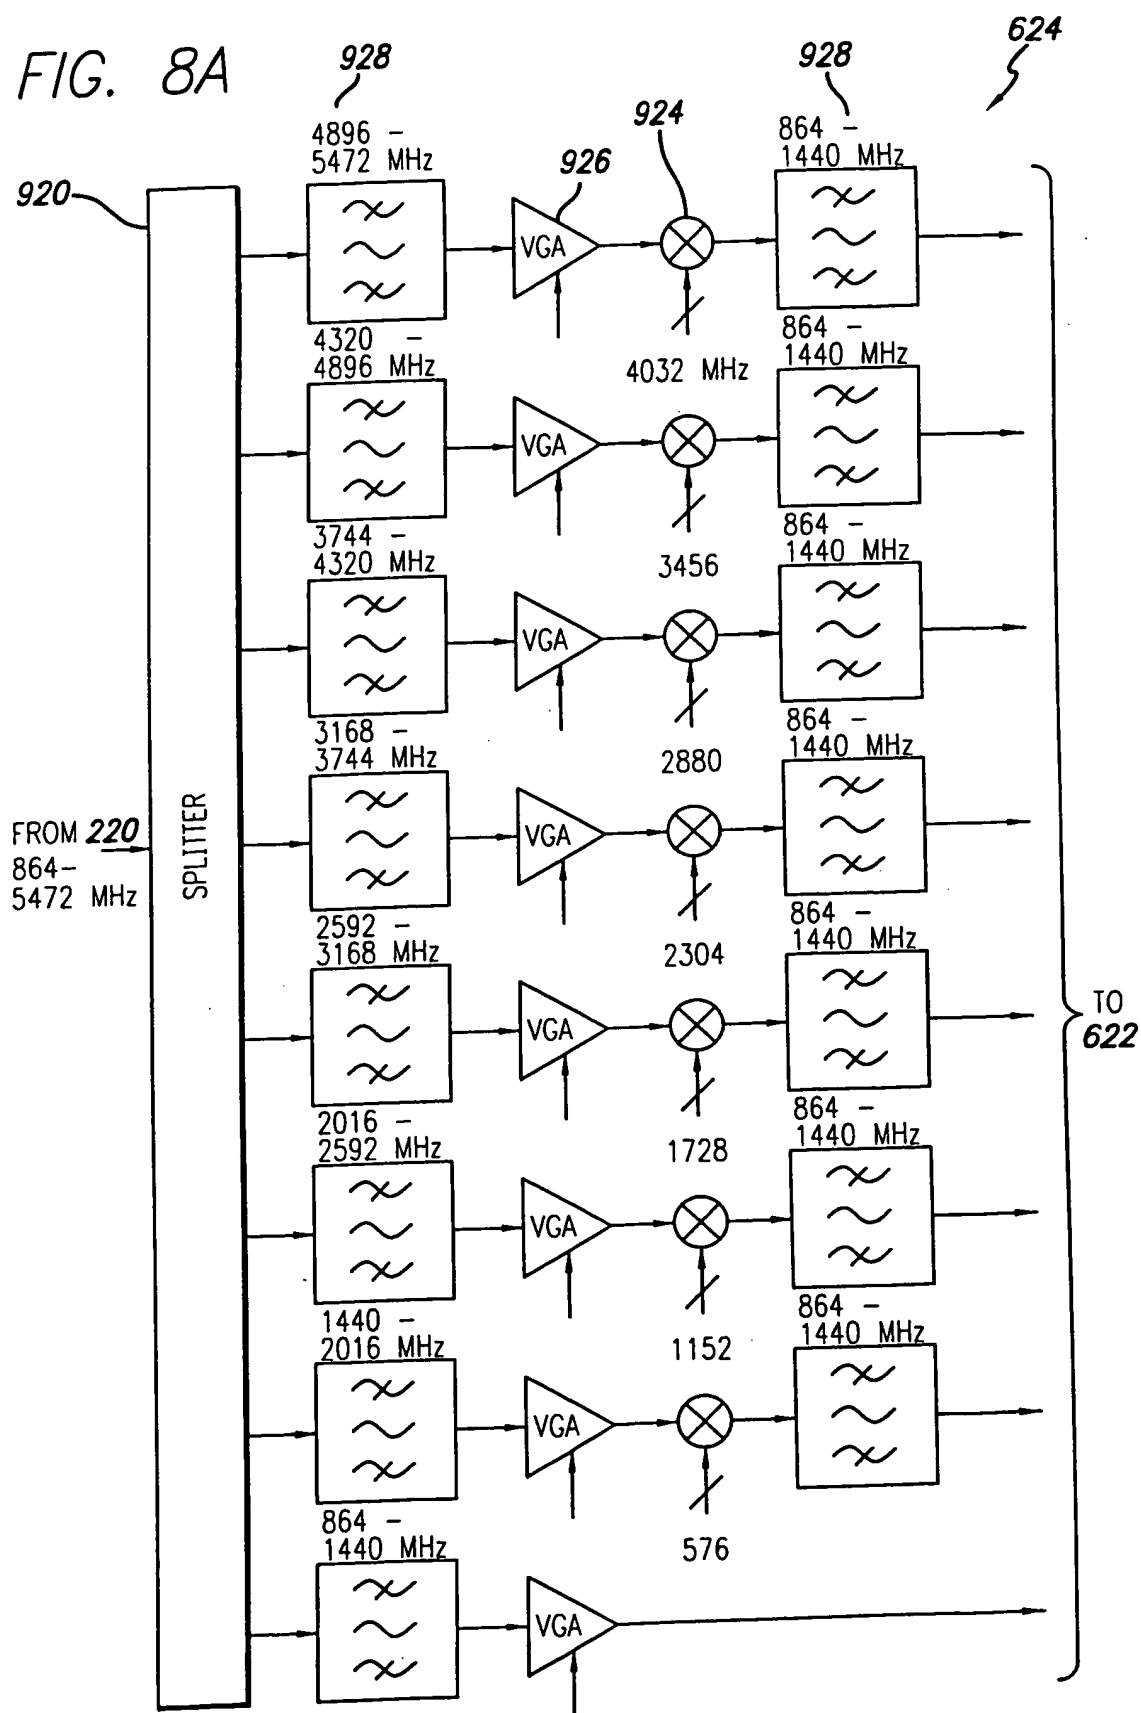 FIG. 8A
928
924
928
624
920
926
4896 -
5472 MHz
864 -
1440 MHz
VGA
4032 MHz
4320 -
4896 MHz
864 -
1440 MHz
VGA
3456
3744 -
4320 MHz
864 -
1440 MHz
VGA
2880
3168 -
3744 MHz
864 -
1440 MHz
VGA
2304
FROM 220
864-
5472 MHz
SPLITTER
2592 -
3168 MHz
864 -
1440 MHz
VGA
1728
TO
622
2016 -
2592 MHz
864 -
1440 MHz
VGA
1152
1440 -
2016 MHz
864 -
1440 MHz
VGA
576
864 -
1440 MHz
VGA